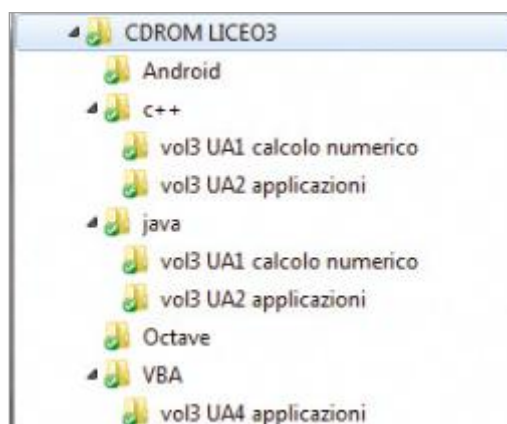 CDROM LICEO3
Android
c++
vol3 UA1 calcolo numerico
vol3 UA2 applicazioni
java
vol3 UA1 calcolo numerico
vol3 UA2 applicazioni
Octave
VBA
vol3 UA4 applicazioni